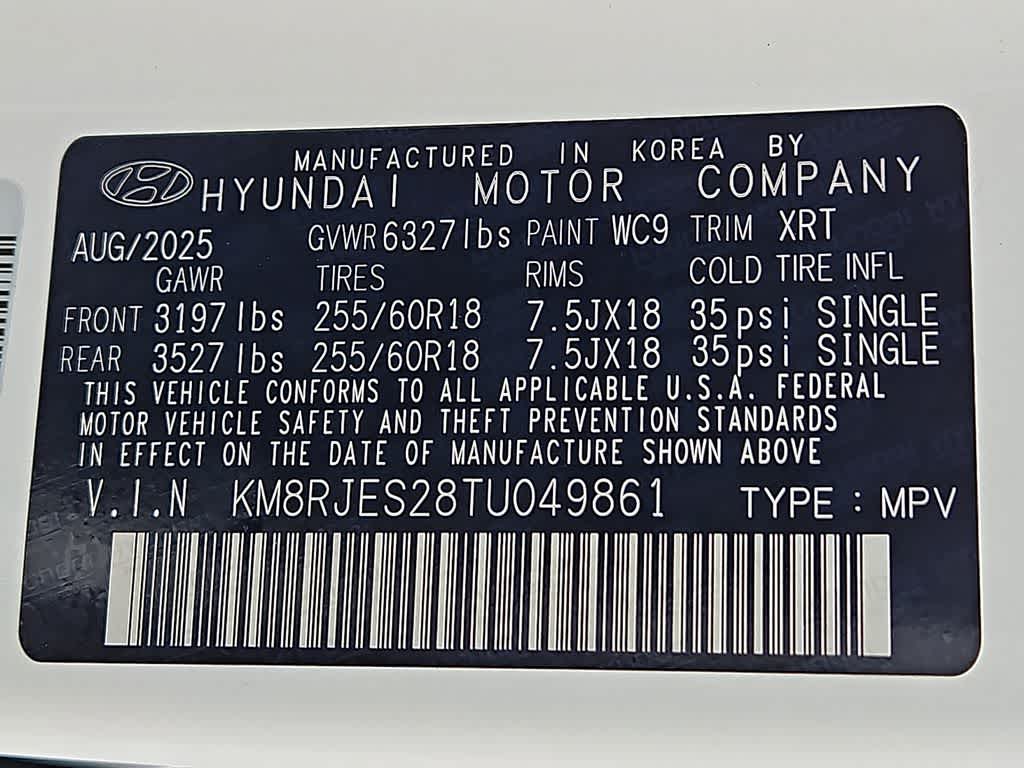 MANUFACTURED IN KOREA BY
HYUNDAI MOTOR COMPANY
AUG/2025 GVWR 6327lbs PAINT WC9 TRIM XRT
GAWR TIRES RIMS COLD TIRE INFL
FRONT 3197lbs 255/60R18 7.5JX18 35psi SINGLE
REAR 3527lbs 255/60R18 7.5JX18 35psi SINGLE
THIS VEHICLE CONFORMS TO ALL APPLICABLE U.S.A. FEDERAL
MOTOR VEHICLE SAFETY AND THEFT PREVENTION STANDARDS
IN EFFECT ON THE DATE OF MANUFACTURE SHOWN ABOVE
V.I.N KM8RJES28TU049861 TYPE : MPV